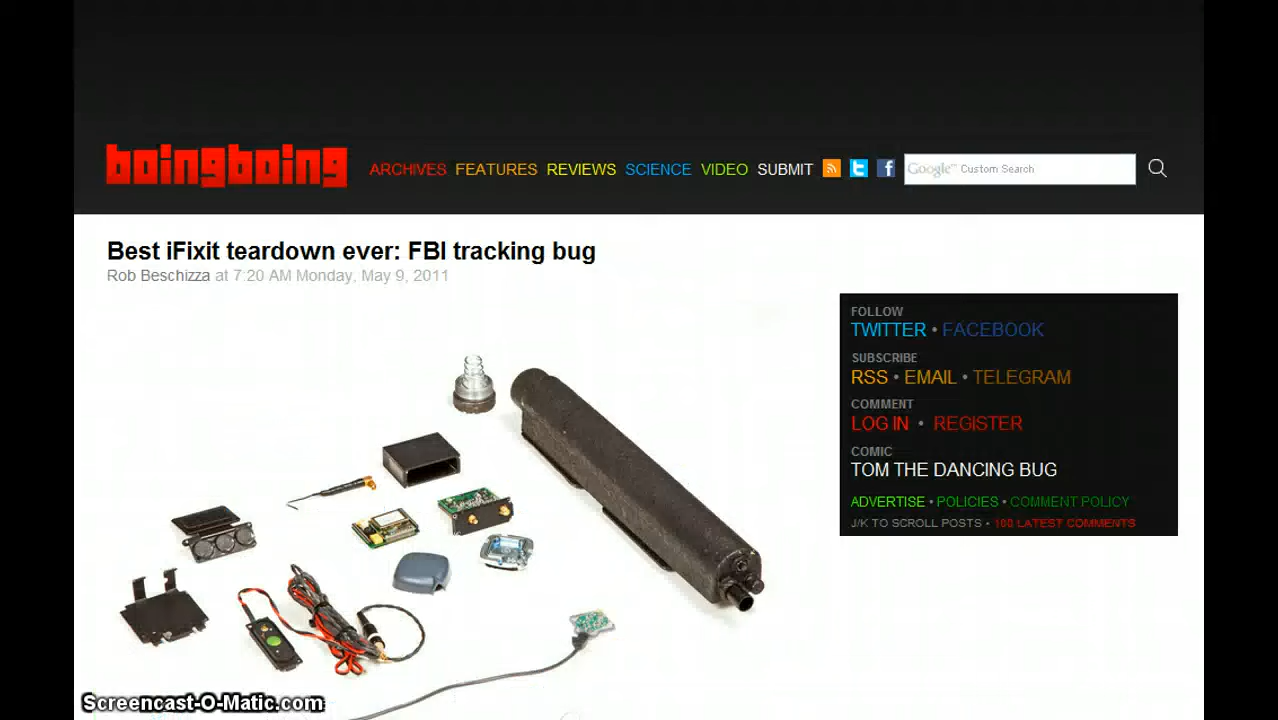 boingboing
ARCHIVES FEATURES REVIEWS SCIENCE VIDEO SUBMIT
Google™ Custom Search
Best iFixit teardown ever: FBI tracking bug
Rob Beschizza at 7:20 AM Monday, May 9, 2011
FOLLOW
TWITTER • FACEBOOK
SUBSCRIBE
RSS • EMAIL • TELEGRAM
COMMENT
LOG IN • REGISTER
COMIC
TOM THE DANCING BUG
ADVERTISE • POLICIES • COMMENT POLICY
J/K TO SCROLL POSTS • 100 LATEST COMMENTS
Screencast-O-Matic.com